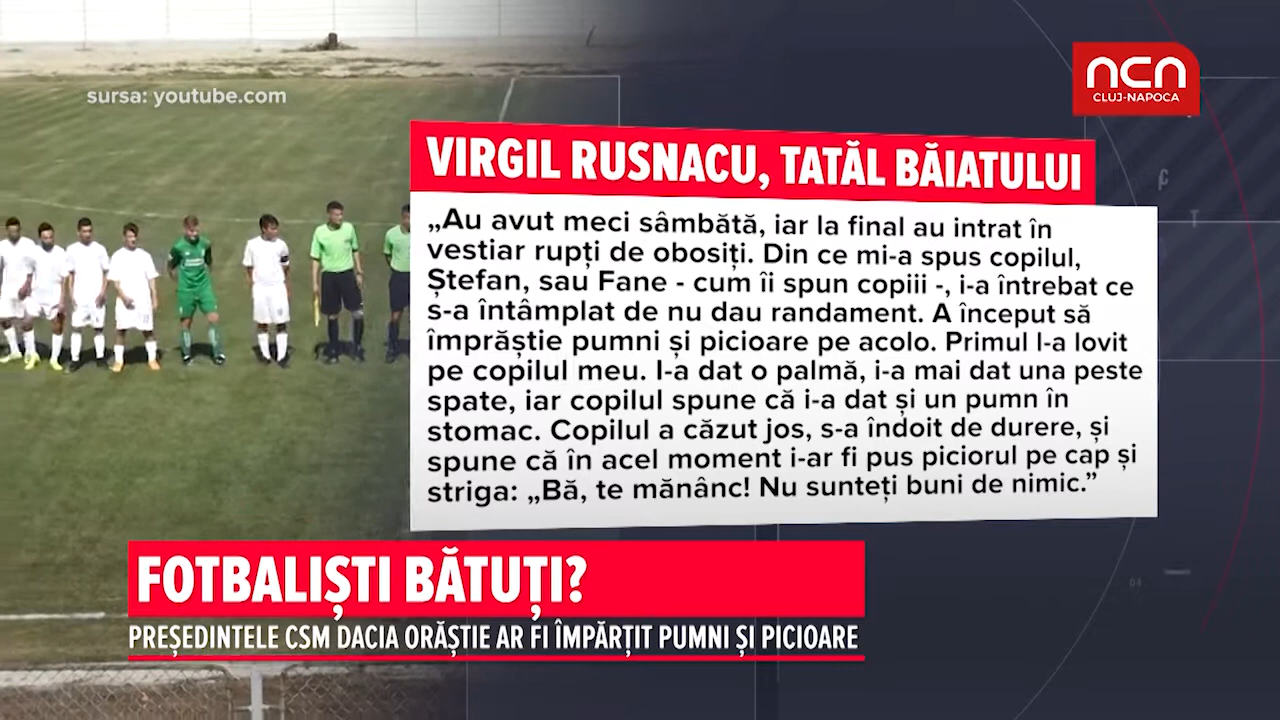 sursa: youtube.com
ncn
CLUJ-NAPOCA
VIRGIL RUSNACU, TATĂL BĂIATULUI
„Au avut meci sâmbătă, iar la final au intrat în
vestiar rupți de obosiți. Din ce mi-a spus copilul,
Ștefan, sau Fane - cum îi spun copiii -, i-a întrebat ce
s-a întâmplat de nu dau randament. A început să
împrăștie pumni și picioare pe acolo. Primul l-a lovit
pe copilul meu. I-a dat o palmă, i-a mai dat una peste
spate, iar copilul spune că i-a dat și un pumn în
stomac. Copilul a căzut jos, s-a îndoit de durere, și
spune că în acel moment i-ar fi pus piciorul pe cap și
striga: „Bă, te mănânc! Nu sunteți buni de nimic.”
FOTBALIȘTI BĂTUȚI?
PREȘEDINTELE CSM DACIA ORĂȘTIE AR FI ÎMPĂRȚIT PUMNI ȘI PICIOARE